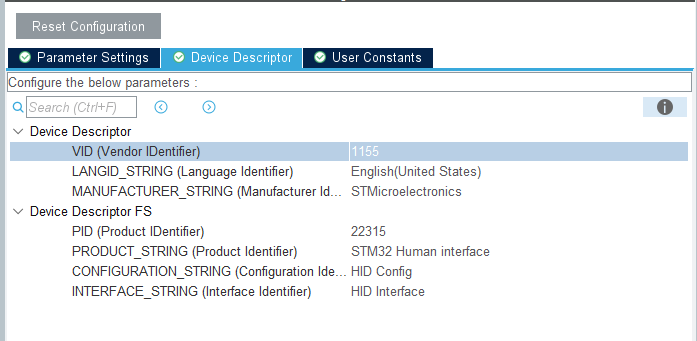 Reset Configuration
Parameter Settings Device Descriptor User Constants
Configure the below parameters :
Search (Ctrl+F)
Device Descriptor
VID (Vendor IDentifier) 1155
LANGID_STRING (Language Identifier) English(United States)
MANUFACTURER_STRING (Manufacturer Id... STMicroelectronics
Device Descriptor FS
PID (Product IDentifier) 22315
PRODUCT_STRING (Product Identifier) STM32 Human interface
CONFIGURATION_STRING (Configuration Ide... HID Config
INTERFACE_STRING (Interface Identifier) HID Interface